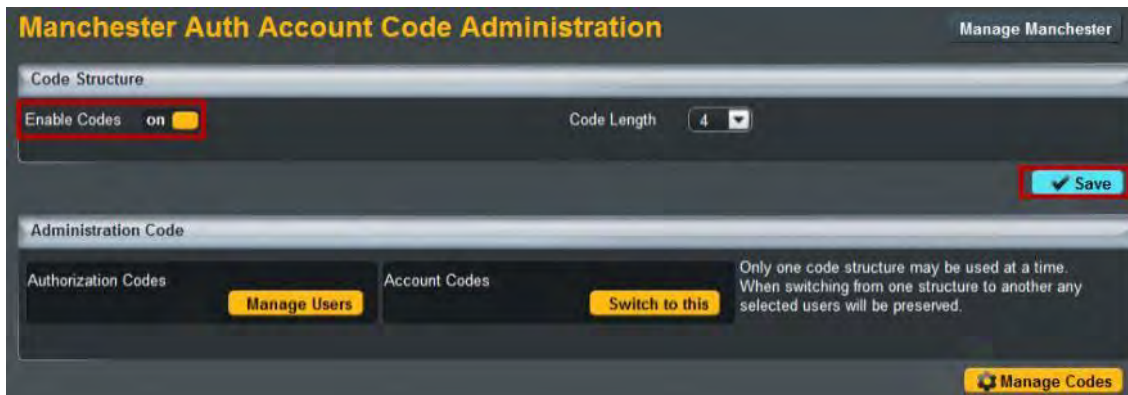 Manchester Auth Account Code Administration
Manage Manchester
Code Structure
Enable Codes on
Code Length 4
Save
Administration Code
Authorization Codes
Manage Users
Account Codes
Switch to this
Only one code structure may be used at a time.
When switching from one structure to another any
selected users will be preserved.
Manage Codes